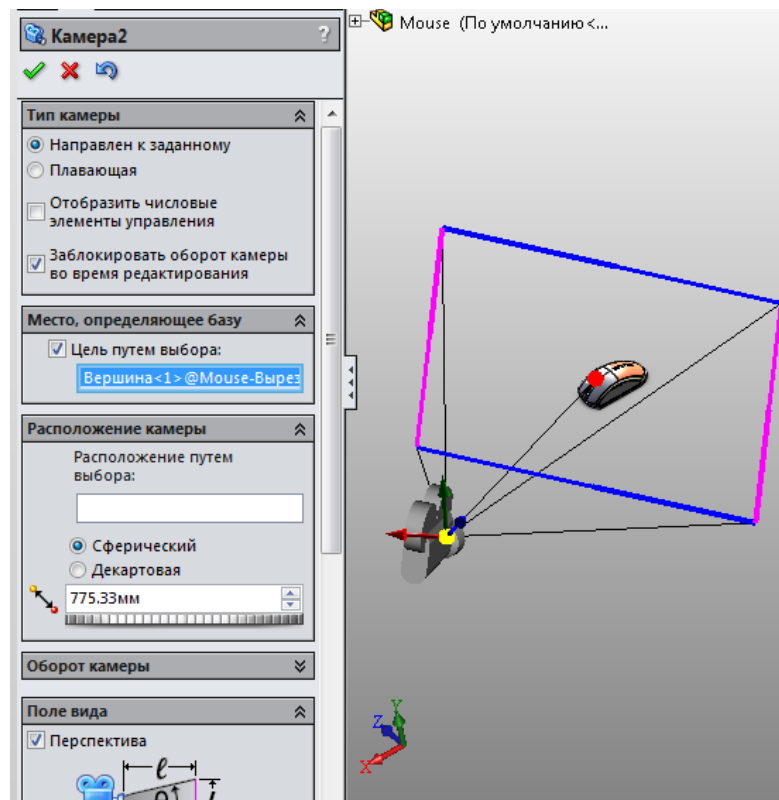 Камера2
?
Mouse (По умолчанию<...
Тип камеры
Направлен к заданному
Плавающая
Отобразить числовые
элементы управления
Заблокировать оборот камеры
во время редактирования
Место, определяющее базу
Цель путем выбора:
Вершина<1>@Mouse-Вырез
Расположение камеры
Расположение путем
выбора:
Сферический
Декартовая
775.33мм
Оборот камеры
Поле вида
Перспектива
ℓ
θ
Y
Z
X